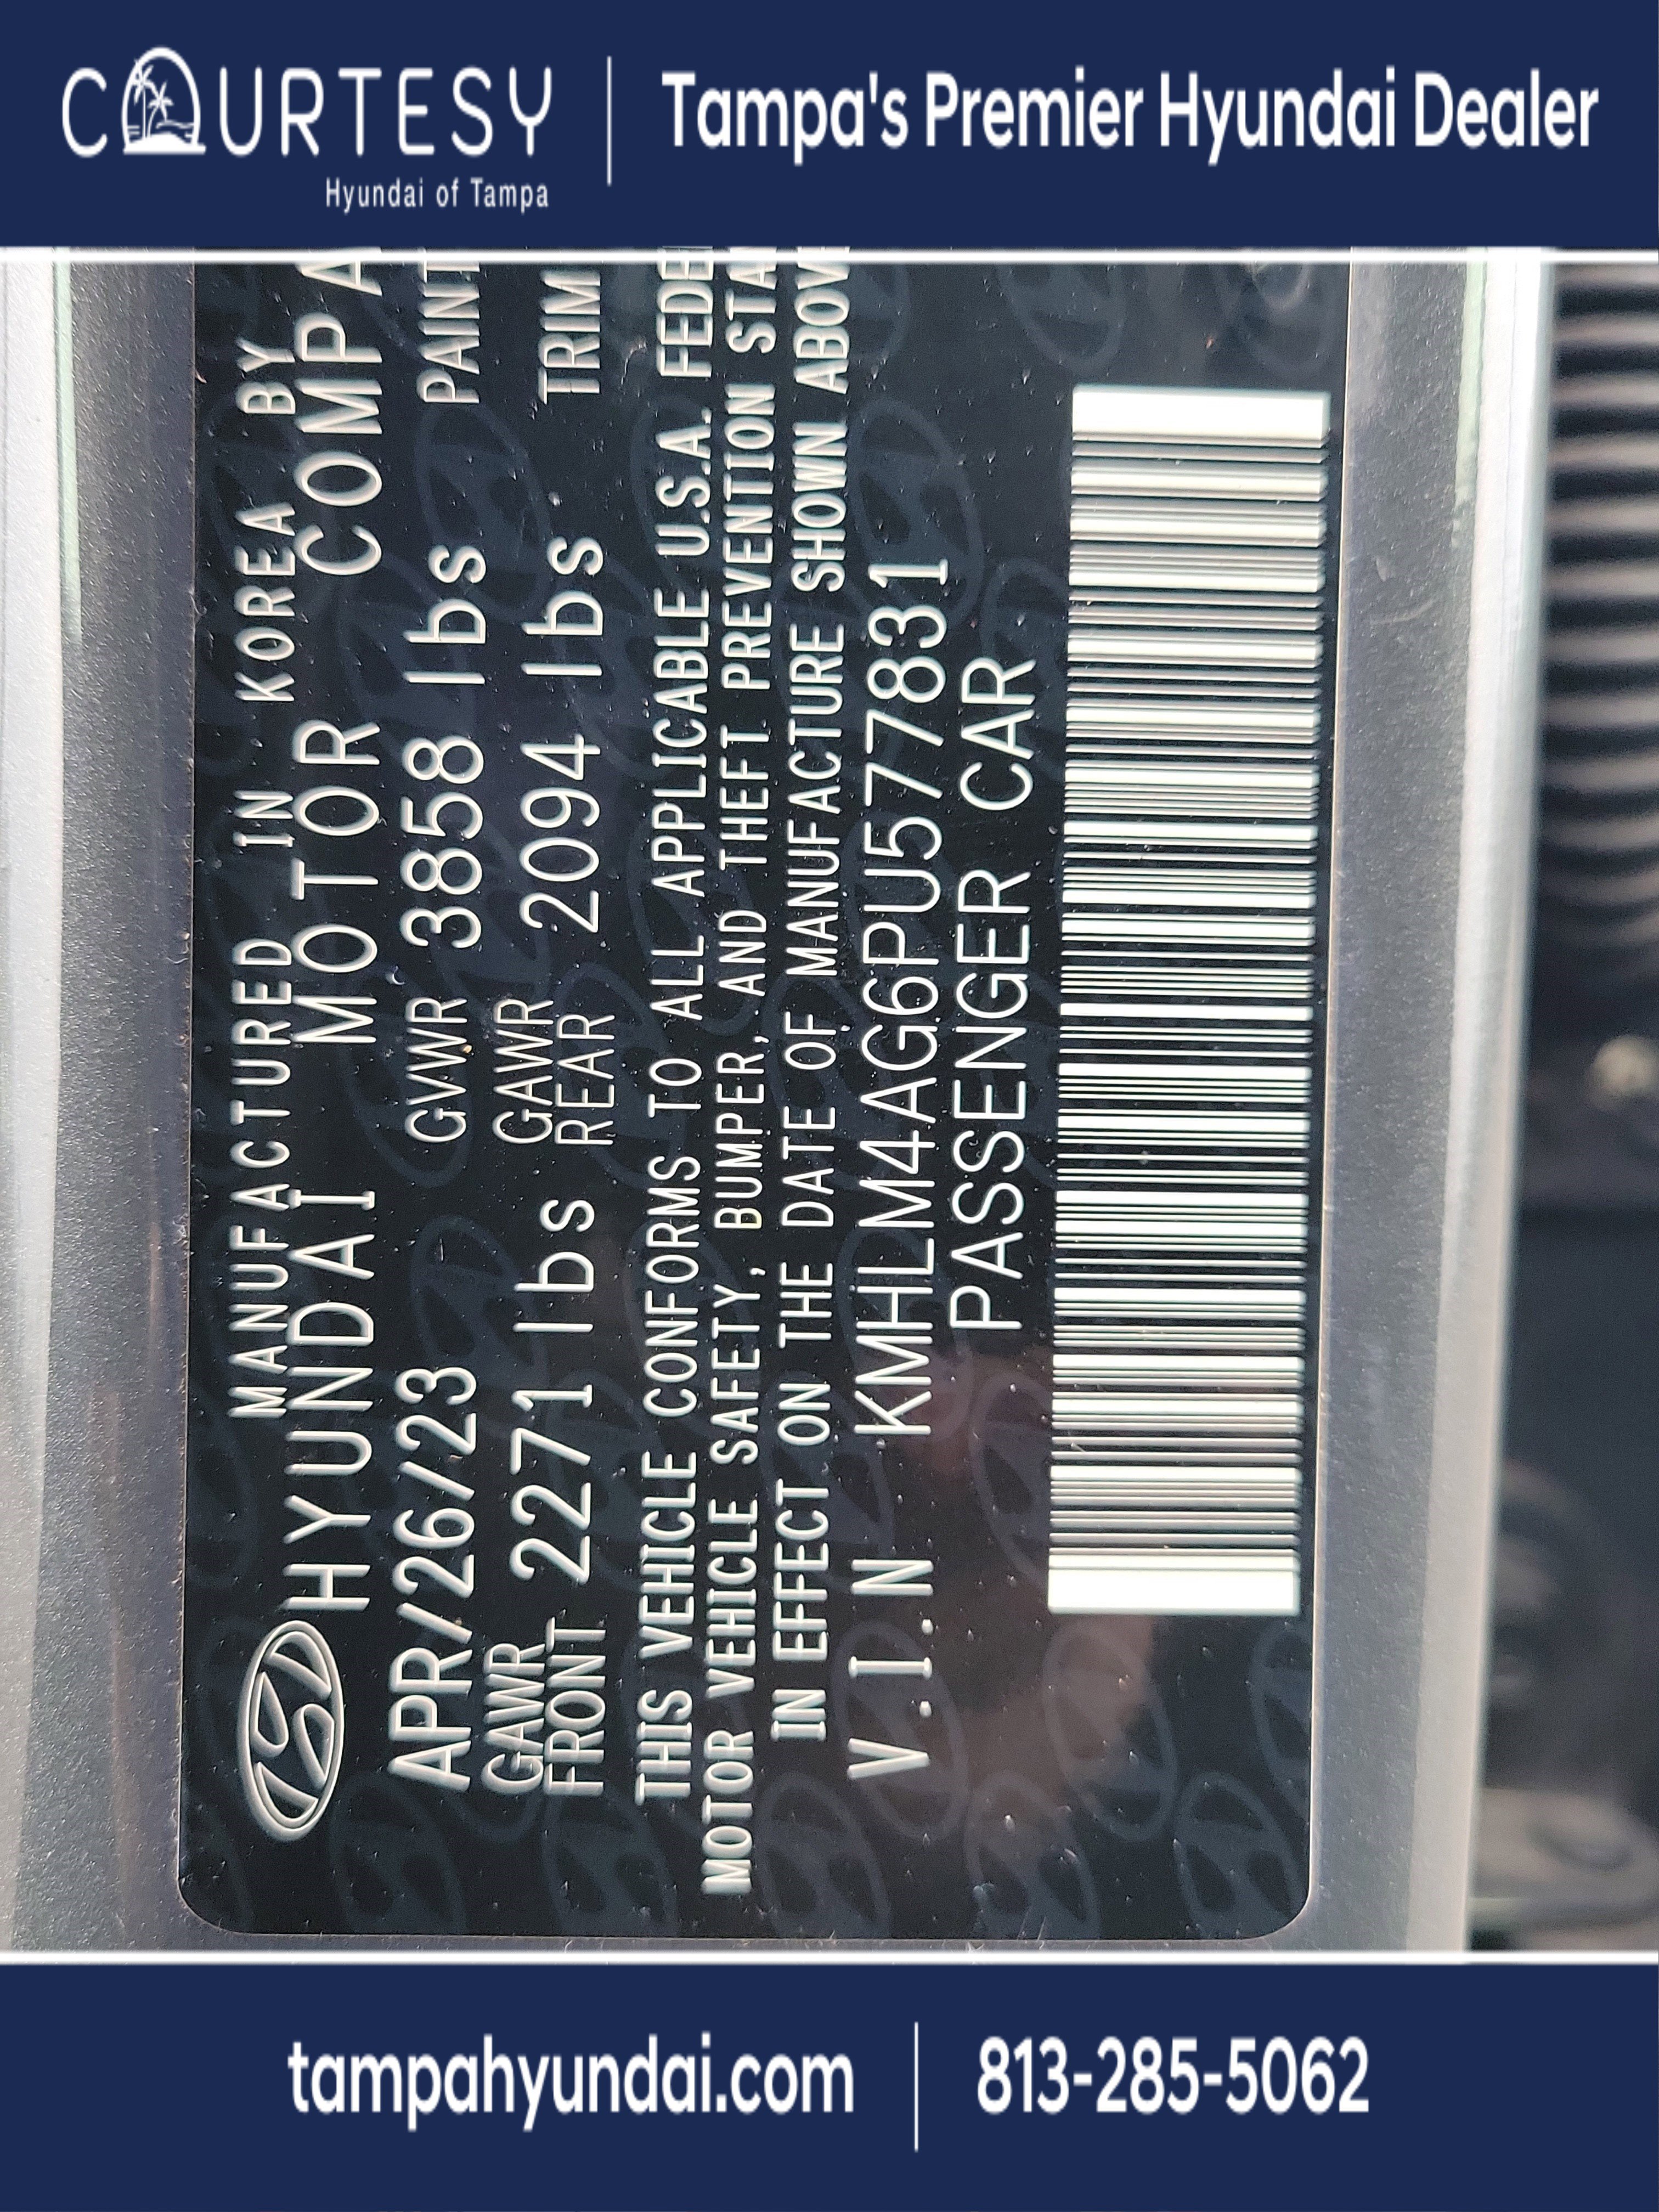 COURTESY
Hyundai of Tampa
Tampa's Premier Hyundai Dealer
MANUFACTURED IN KOREA BY
HYUNDAI MOTOR COMPA
APR/26/23 GVWR 3858 lbs PAINT
GAWR FRONT 2271 lbs GAWR REAR 2094 lbs TRIM
THIS VEHICLE CONFORMS TO ALL APPLICABLE U.S.A. FEDE
MOTOR VEHICLE SAFETY, BUMPER, AND THEFT PREVENTION STA
IN EFFECT ON THE DATE OF MANUFACTURE SHOWN ABOV
V.I.N KMHLM4AG6PU577831
PASSENGER CAR
tampahyundai.com
813-285-5062